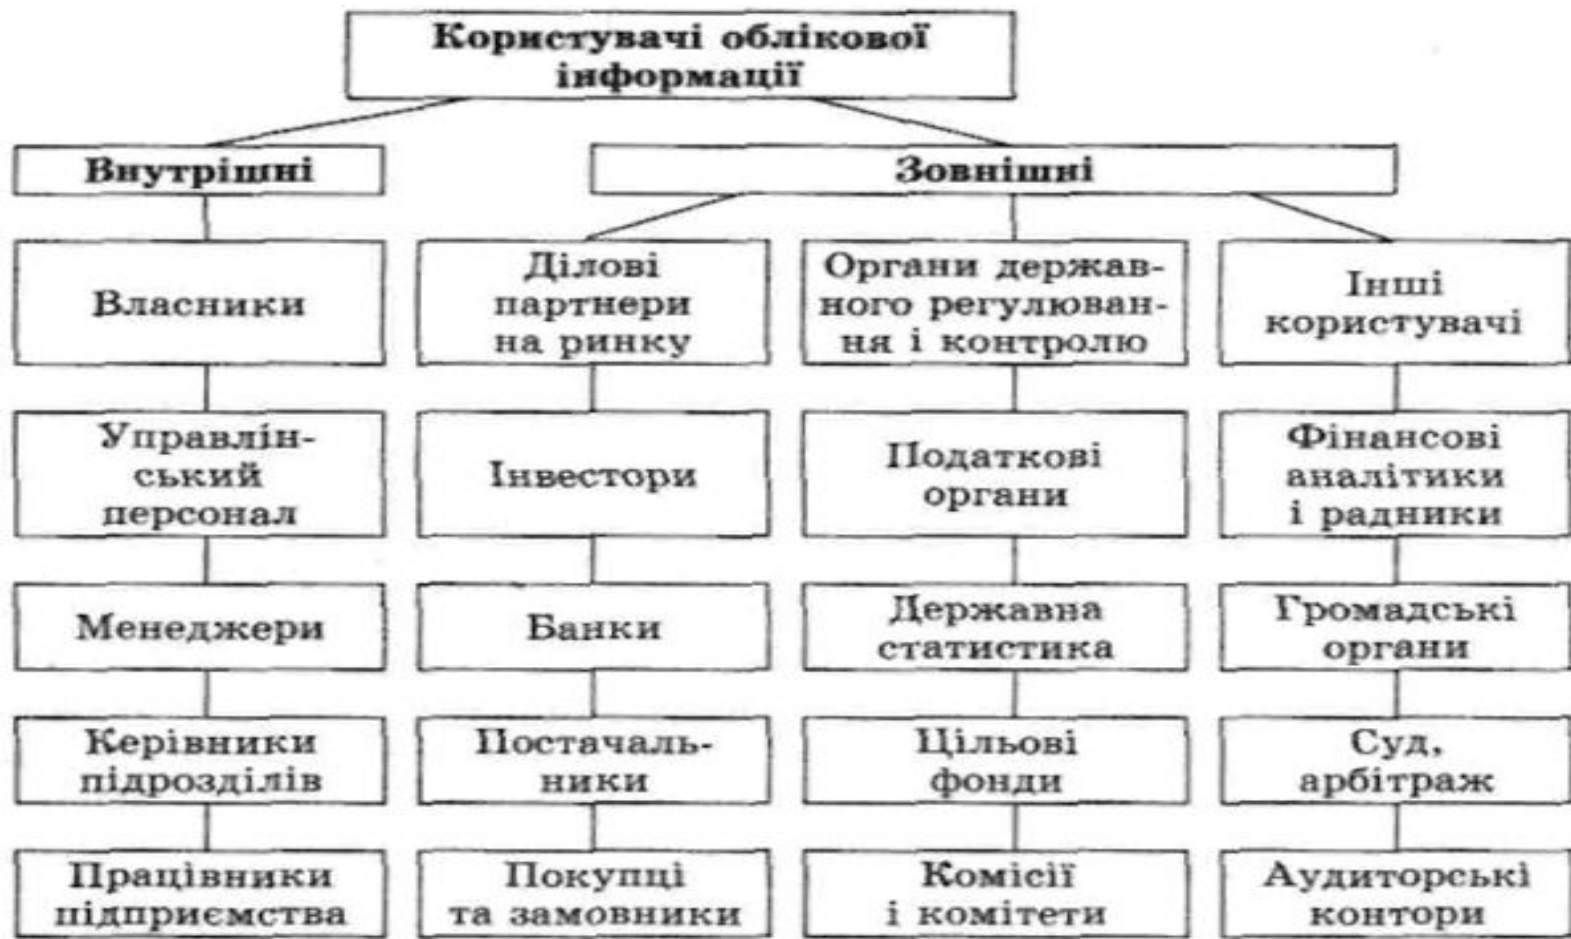 Користувачі облікової
інформації
Внутрішні
Зовнішні
Власники
Ділові
партнери
на ринку
Органи держав-
ного регулюван-
ня і контролю
Інші
користувачі
Управлін-
ський
персонал
Інвестори
Податкові
органи
Фінансові
аналітики
і радники
Менеджери
Банки
Державна
статистика
Громадські
органи
Керівники
підрозділів
Постачаль-
ники
Цільові
фонди
Суд,
арбітраж
Працівники
підприємства
Покупці
та замовники
Комісії
і комітети
Аудиторські
контори